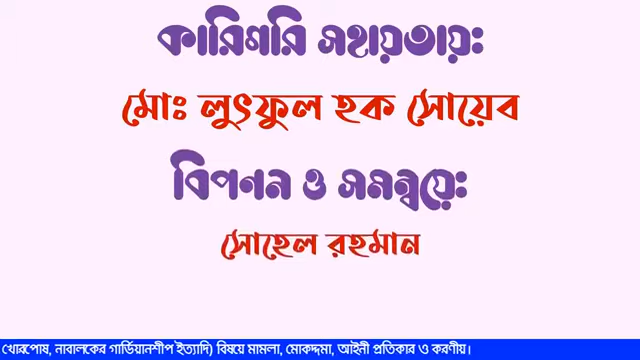 কারিগরি সহায়তায়ঃ
মোঃ লুৎফুল হক সোয়েব
বিপণন ও সমন্বয়েঃ
সোহেল রহমান
খোরপোষ, নাবালকের গার্ডিয়ানশীপ ইত্যাদি) বিষয়ে মামলা, মোকদ্দমা, আইনী প্রতিকার ও করণীয়।